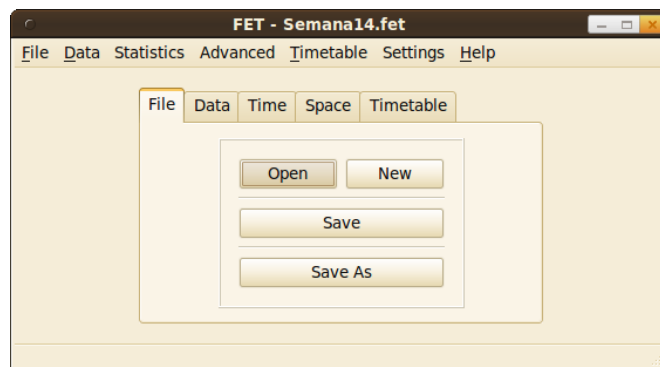 FET - Semana14.fet
File Data Statistics Advanced Timetable Settings Help
File Data Time Space Timetable
Open New
Save
Save As